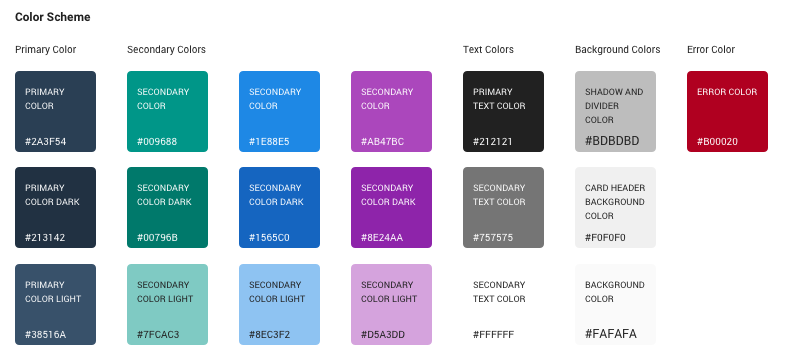 Color Scheme
Primary Color
Secondary Colors
Text Colors
Background Colors
Error Color
PRIMARY
COLOR
#2A3F54
SECONDARY
COLOR
#009688
SECONDARY
COLOR
#1E88E5
SECONDARY
COLOR
#AB47BC
PRIMARY
TEXT COLOR
#212121
SHADOW AND
DIVIDER
COLOR
#BDBDBD
ERROR COLOR
#B00020
PRIMARY
COLOR DARK
#213142
SECONDARY
COLOR DARK
#00796B
SECONDARY
COLOR DARK
#1565C0
SECONDARY
COLOR DARK
#8E24AA
SECONDARY
TEXT COLOR
#757575
CARD HEADER
BACKGROUND
COLOR
#F0F0F0
PRIMARY
COLOR LIGHT
#38516A
SECONDARY
COLOR LIGHT
#7FCAC3
SECONDARY
COLOR LIGHT
#8EC3F2
SECONDARY
COLOR LIGHT
#D5A3DD
SECONDARY
TEXT COLOR
#FFFFFF
BACKGROUND
COLOR
#FAFAFA